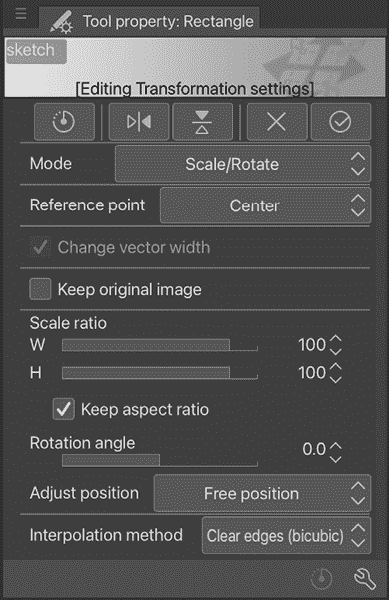 Tool property: Rectangle
sketch
[Editing Transformation settings]
Mode Scale/Rotate
Reference point Center
Change vector width
Keep original image
Scale ratio
W 100
H 100
Keep aspect ratio
Rotation angle 0.0
Adjust position Free position
Interpolation method Clear edges (bicubic)